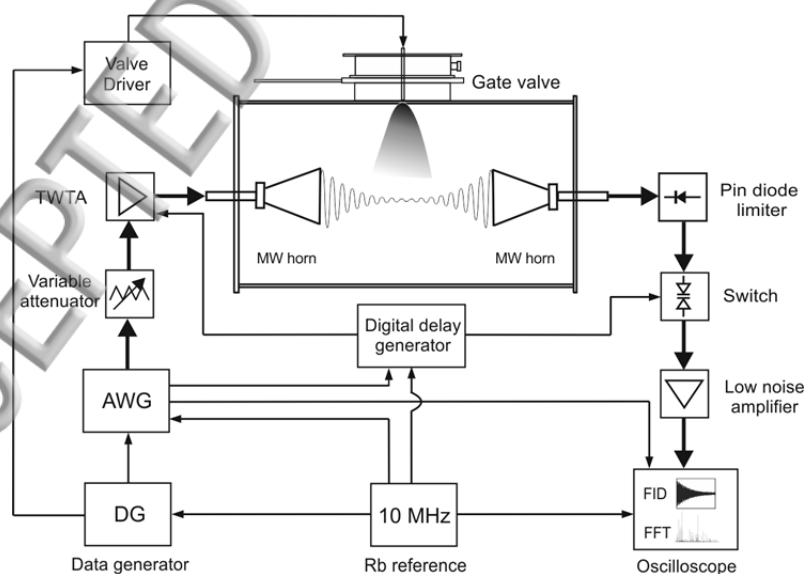 Valve
Driver
Gate valve
TWTA
Pin diode
limiter
MW horn
MW horn
Variable
attenuator
Digital delay
generator
Switch
AWG
Low noise
amplifier
DG
10 MHz
FID
FFT
Data generator
Rb reference
Oscilloscope
CEPTED